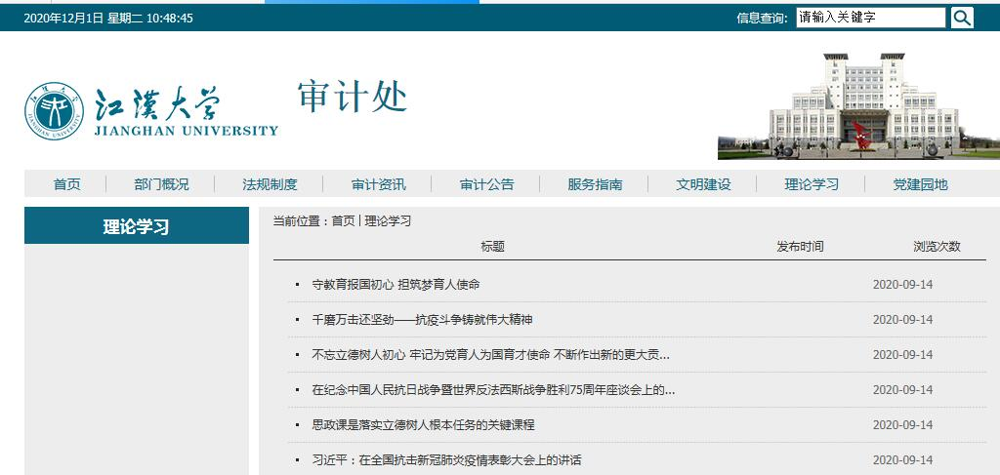 2020年12月1日 星期二 10:48:45 信息查询: 请输入关键字
江漢大学 审计处
JIANGHAN UNIVERSITY
首页 部门概况 法规制度 审计资讯 审计公告 服务指南 文明建设 理论学习 党建园地
理论学习
当前位置：首页 | 理论学习
标题 发布时间 浏览次数
守教育报国初心 担筑梦育人使命 2020-09-14
千磨万击还坚劲——抗疫斗争铸就伟大精神 2020-09-14
不忘立德树人初心 牢记为党育人为国育才使命 不断作出新的更大贡... 2020-09-14
在纪念中国人民抗日战争暨世界反法西斯战争胜利75周年座谈会上的... 2020-09-14
思政课是落实立德树人根本任务的关键课程 2020-09-14
习近平：在全国抗击新冠肺炎疫情表彰大会上的讲话 2020-09-14